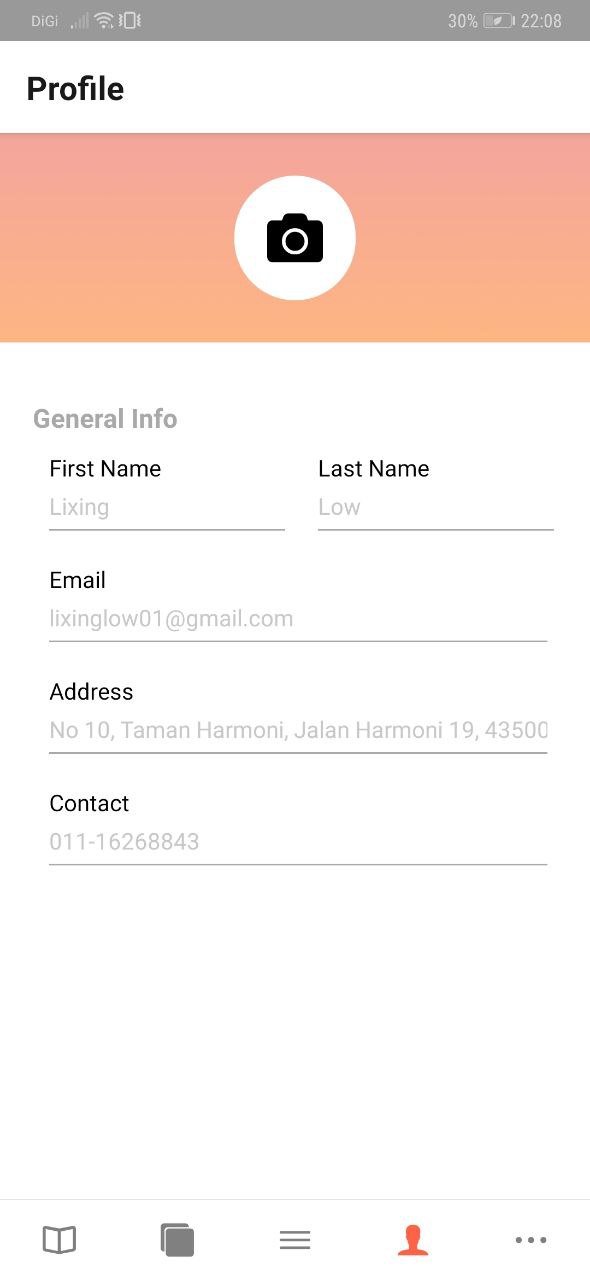 DiGi 30% 22:08
Profile
General Info
First Name Last Name
Lixing Low
Email
lixinglow01@gmail.com
Address
No 10, Taman Harmoni, Jalan Harmoni 19, 43500
Contact
011-16268843